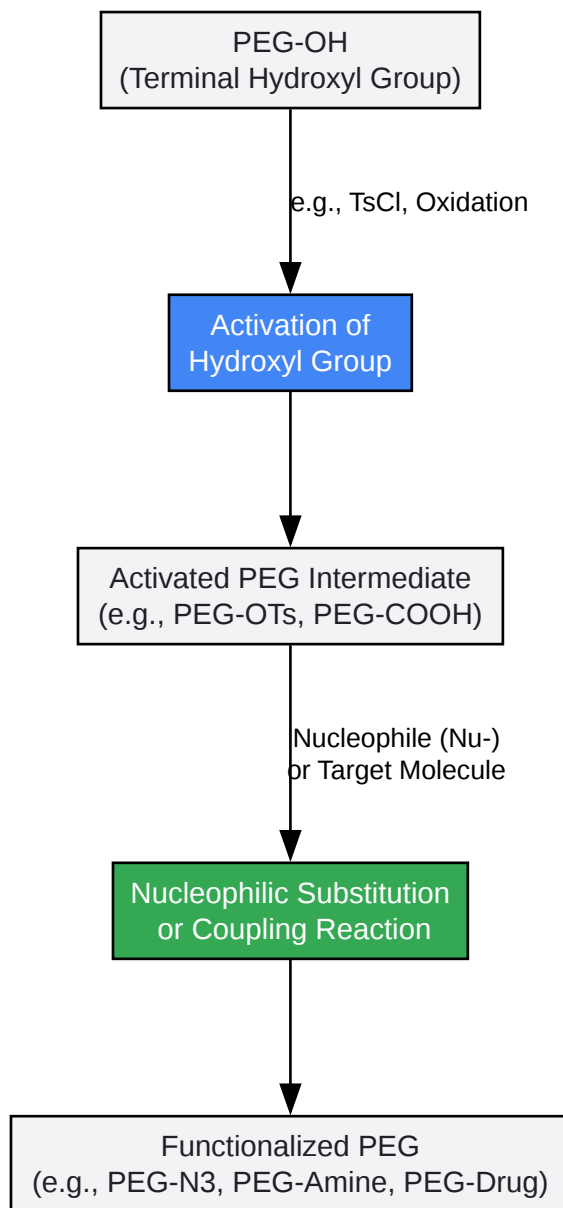 PEG-OH
(Terminal Hydroxyl Group)
e.g., TsCl, Oxidation
Activation of
Hydroxyl Group
Activated PEG Intermediate
(e.g., PEG-OTs, PEG-COOH)
Nucleophile (Nu-)
or Target Molecule
Nucleophilic Substitution
or Coupling Reaction
Functionalized PEG
(e.g., PEG-N3, PEG-Amine, PEG-Drug)